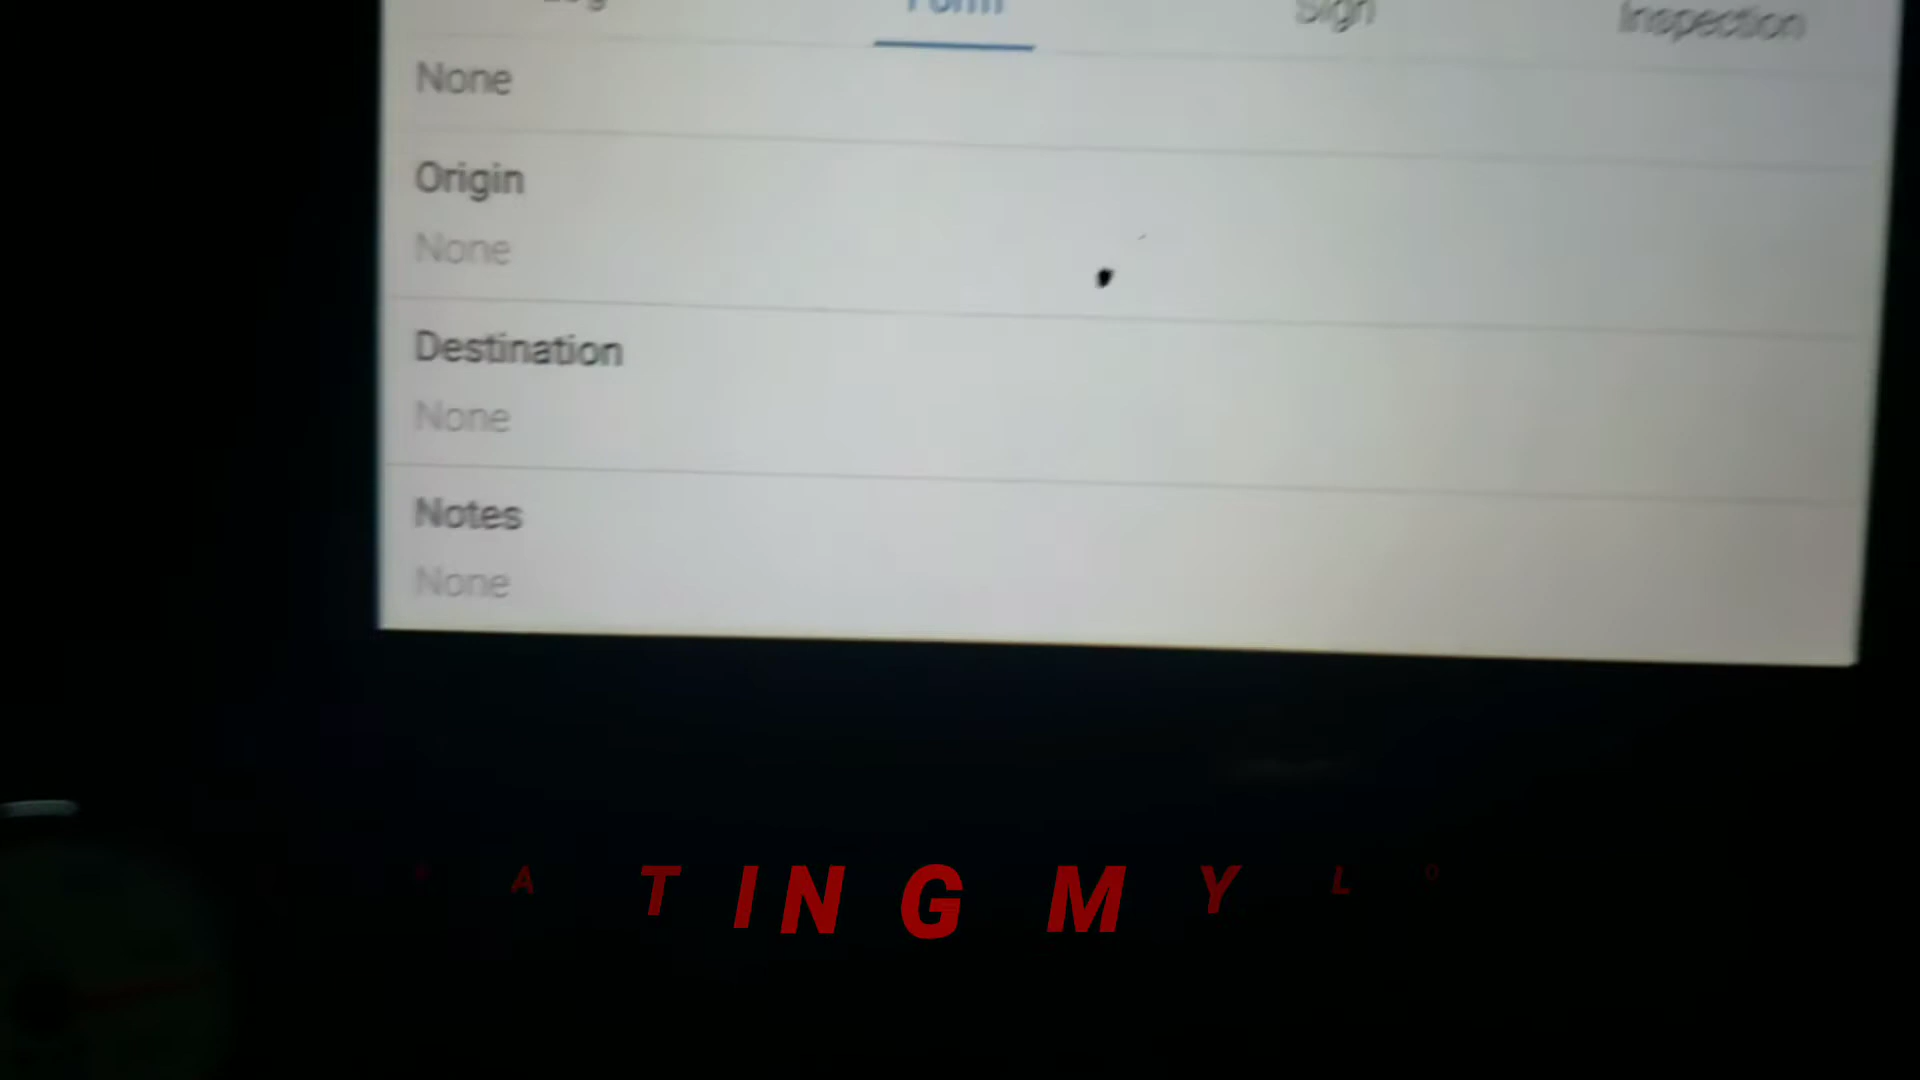 Form
Sign
Inspection
None
Origin
None
Destination
None
Notes
None
A T I N G M Y L O